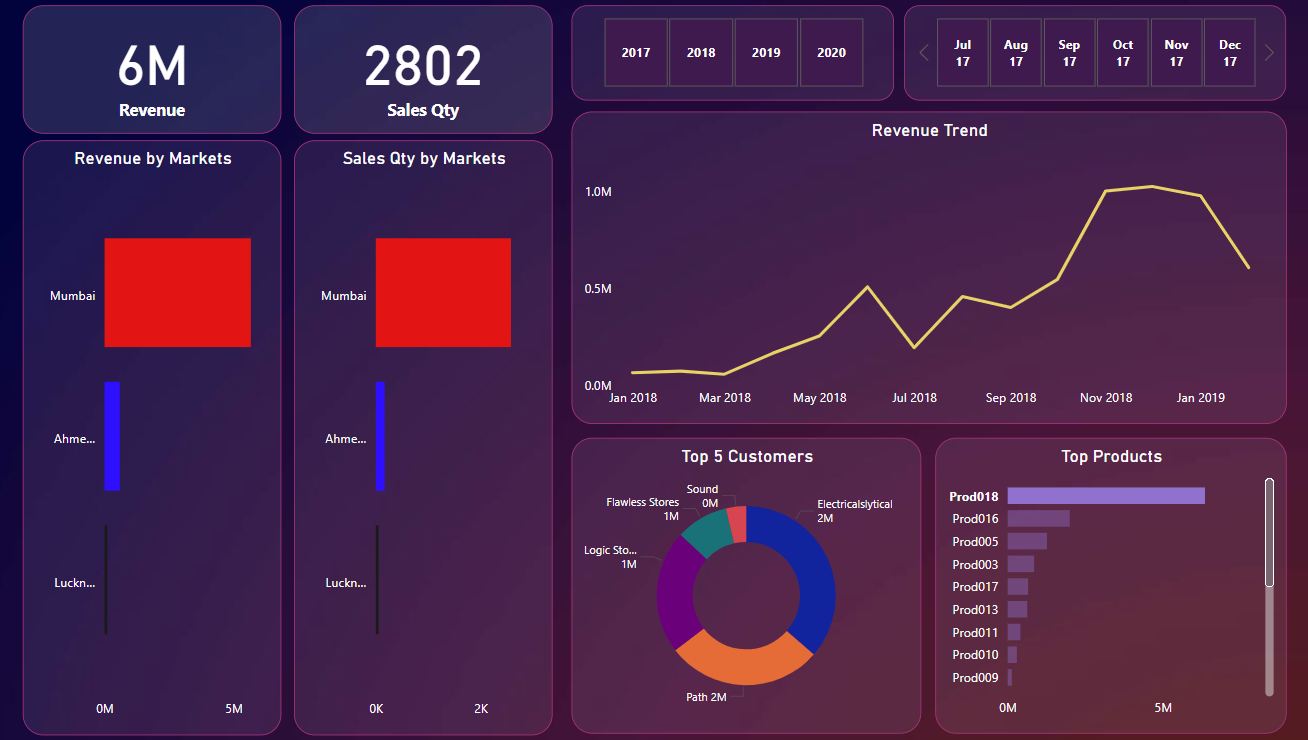 6M
Revenue
2802
Sales Qty
2017
2018
2019
2020
Jul
17
Aug
17
Sep
17
Oct
17
Nov
17
Dec
17
Revenue by Markets
Mumbai
Ahme...
Luckn...
0M
5M
Sales Qty by Markets
Mumbai
Ahme...
Luckn...
0K
2K
Revenue Trend
1.0M
0.5M
0.0M
Jan 2018
Mar 2018
May 2018
Jul 2018
Sep 2018
Nov 2018
Jan 2019
Top 5 Customers
Sound
0M
Flawless Stores
1M
Logic Sto...
1M
Electricalslytical
2M
Path 2M
Top Products
Prod018
Prod016
Prod005
Prod003
Prod017
Prod013
Prod011
Prod010
Prod009
0M
5M